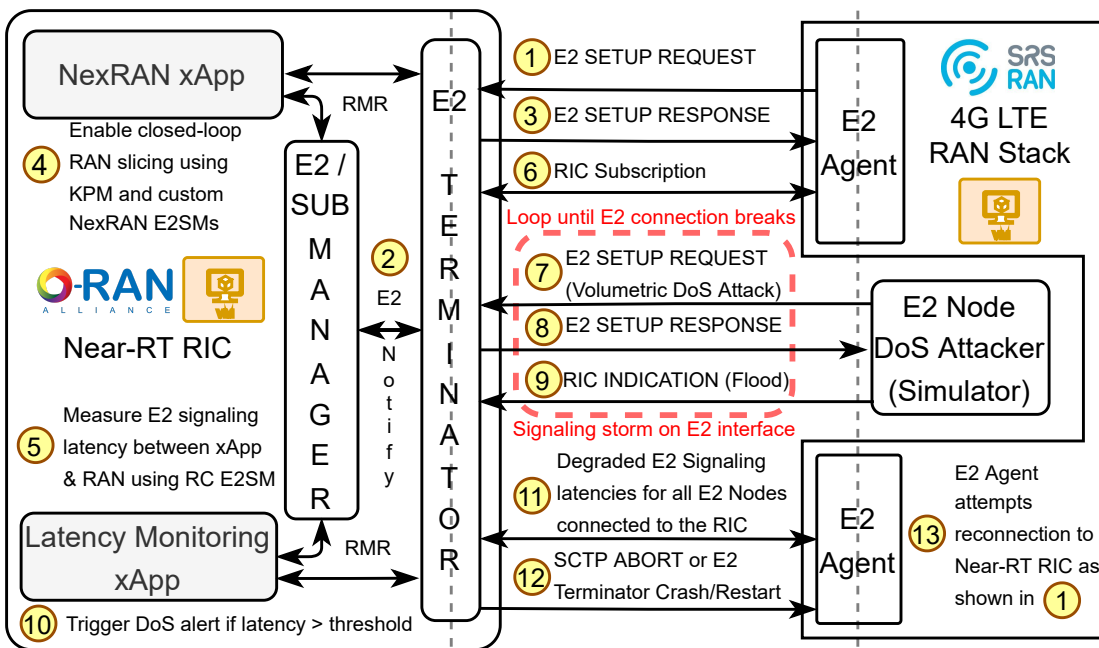 NexRAN xApp
RMR
4
Enable closed-loop
RAN slicing using
KPM and custom
NexRAN E2SMs
O-RAN
ALLIANCE
Near-RT RIC
5
Measure E2 signaling
latency between xApp
& RAN using RC E2SM
Latency Monitoring
xApp
RMR
10
Trigger DoS alert if latency > threshold
E2 /
SUB
M
A
N
A
G
E
R
2
E2
N
o
t
i
f
y
E2
T
E
R
M
I
N
A
T
O
R
1
E2 SETUP REQUEST
3
E2 SETUP RESPONSE
6
RIC Subscription
Loop until E2 connection breaks
7
E2 SETUP REQUEST
(Volumetric DoS Attack)
8
E2 SETUP RESPONSE
9
RIC INDICATION (Flood)
Signaling storm on E2 interface
11
Degraded E2 Signaling
latencies for all E2 Nodes
connected to the RIC
12
SCTP ABORT or E2
Terminator Crash/Restart
E2
Agent
SRS
RAN
4G LTE
RAN Stack
E2 Node
DoS Attacker
(Simulator)
E2
Agent
13
E2 Agent
attempts
reconnection to
Near-RT RIC as
shown in 1